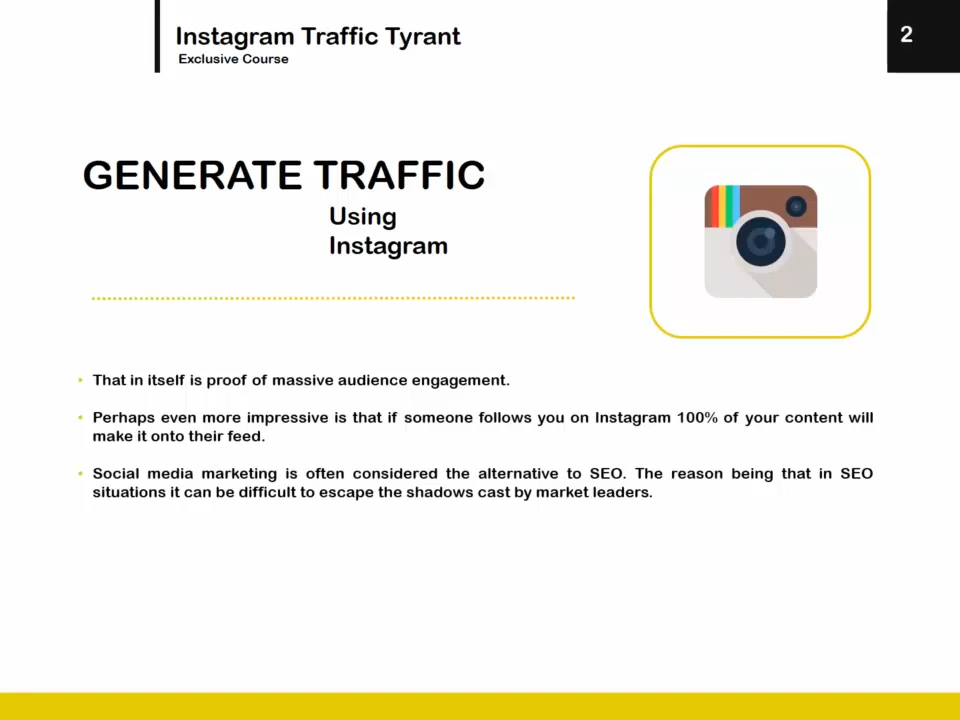 Instagram Traffic Tyrant
Exclusive Course
2
GENERATE TRAFFIC
Using
Instagram
• That in itself is proof of massive audience engagement.
• Perhaps even more impressive is that if someone follows you on Instagram 100% of your content will
make it onto their feed.
• Social media marketing is often considered the alternative to SEO. The reason being that in SEO
situations it can be difficult to escape the shadows cast by market leaders.